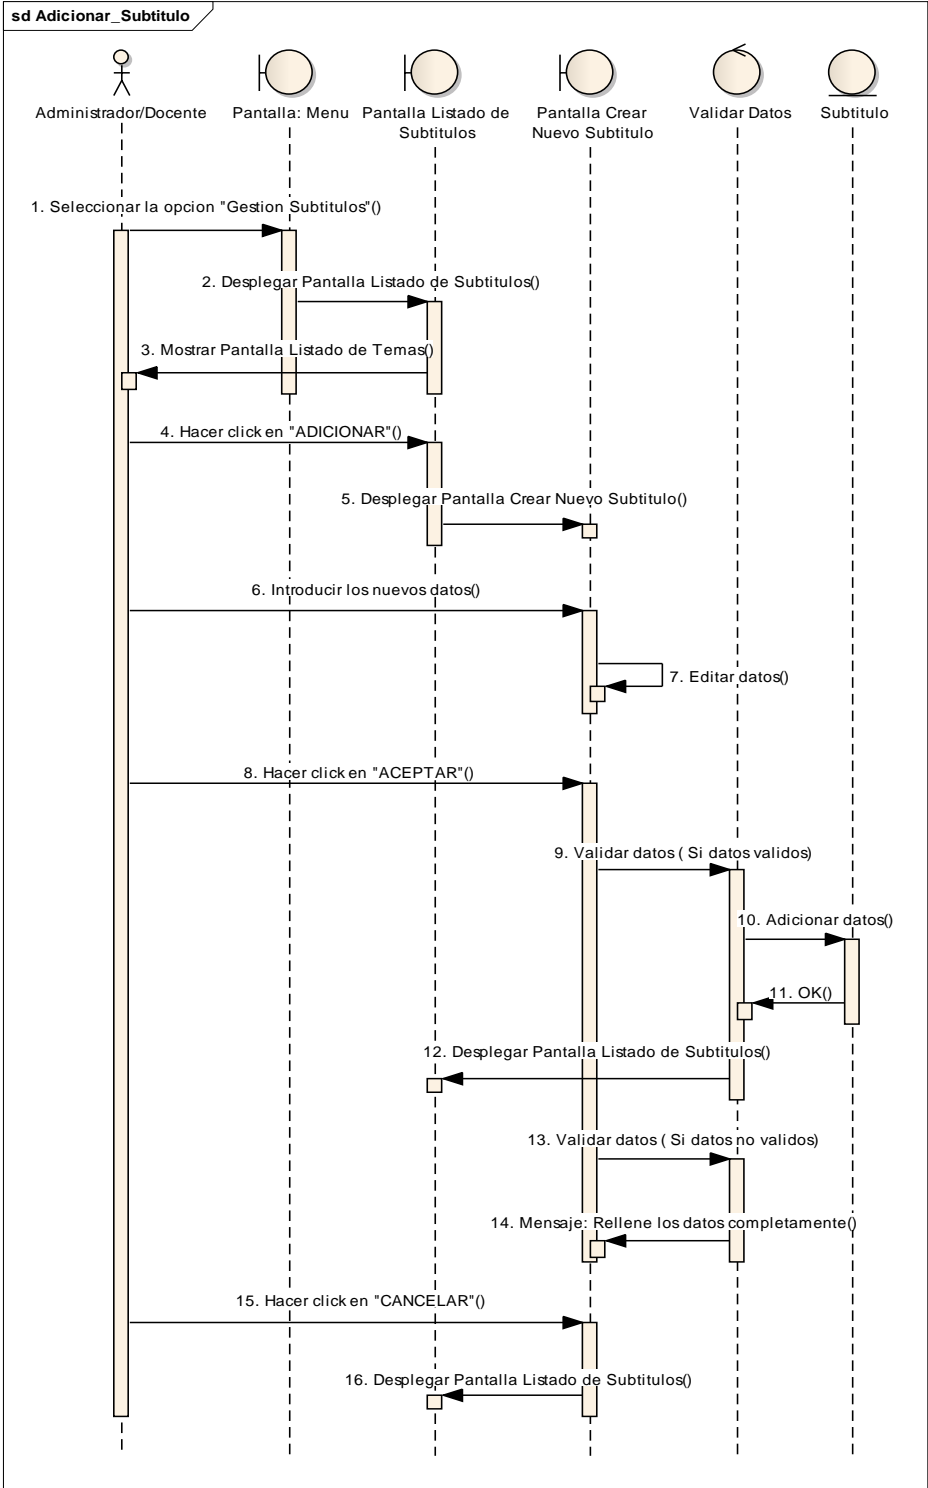 sd Adicionar_Subtitulo
Administrador/Docente
Pantalla: Menu
Pantalla Listado de
Subtitulos
Pantalla Crear
Nuevo Subtitulo
Validar Datos
Subtitulo
1. Seleccionar la opcion "Gestion Subtitulos"()
2. Desplegar Pantalla Listado de Subtitulos()
3. Mostrar Pantalla Listado de Temas()
4. Hacer click en "ADICIONAR"()
5. Desplegar Pantalla Crear Nuevo Subtitulo()
6. Introducir los nuevos datos()
7. Editar datos()
8. Hacer click en "ACEPTAR"()
9. Validar datos ( Si datos validos)
10. Adicionar datos()
11. OK()
12. Desplegar Pantalla Listado de Subtitulos()
13. Validar datos ( Si datos no validos)
14. Mensaje: Rellene los datos completamente()
15. Hacer click en "CANCELAR"()
16. Desplegar Pantalla Listado de Subtitulos()